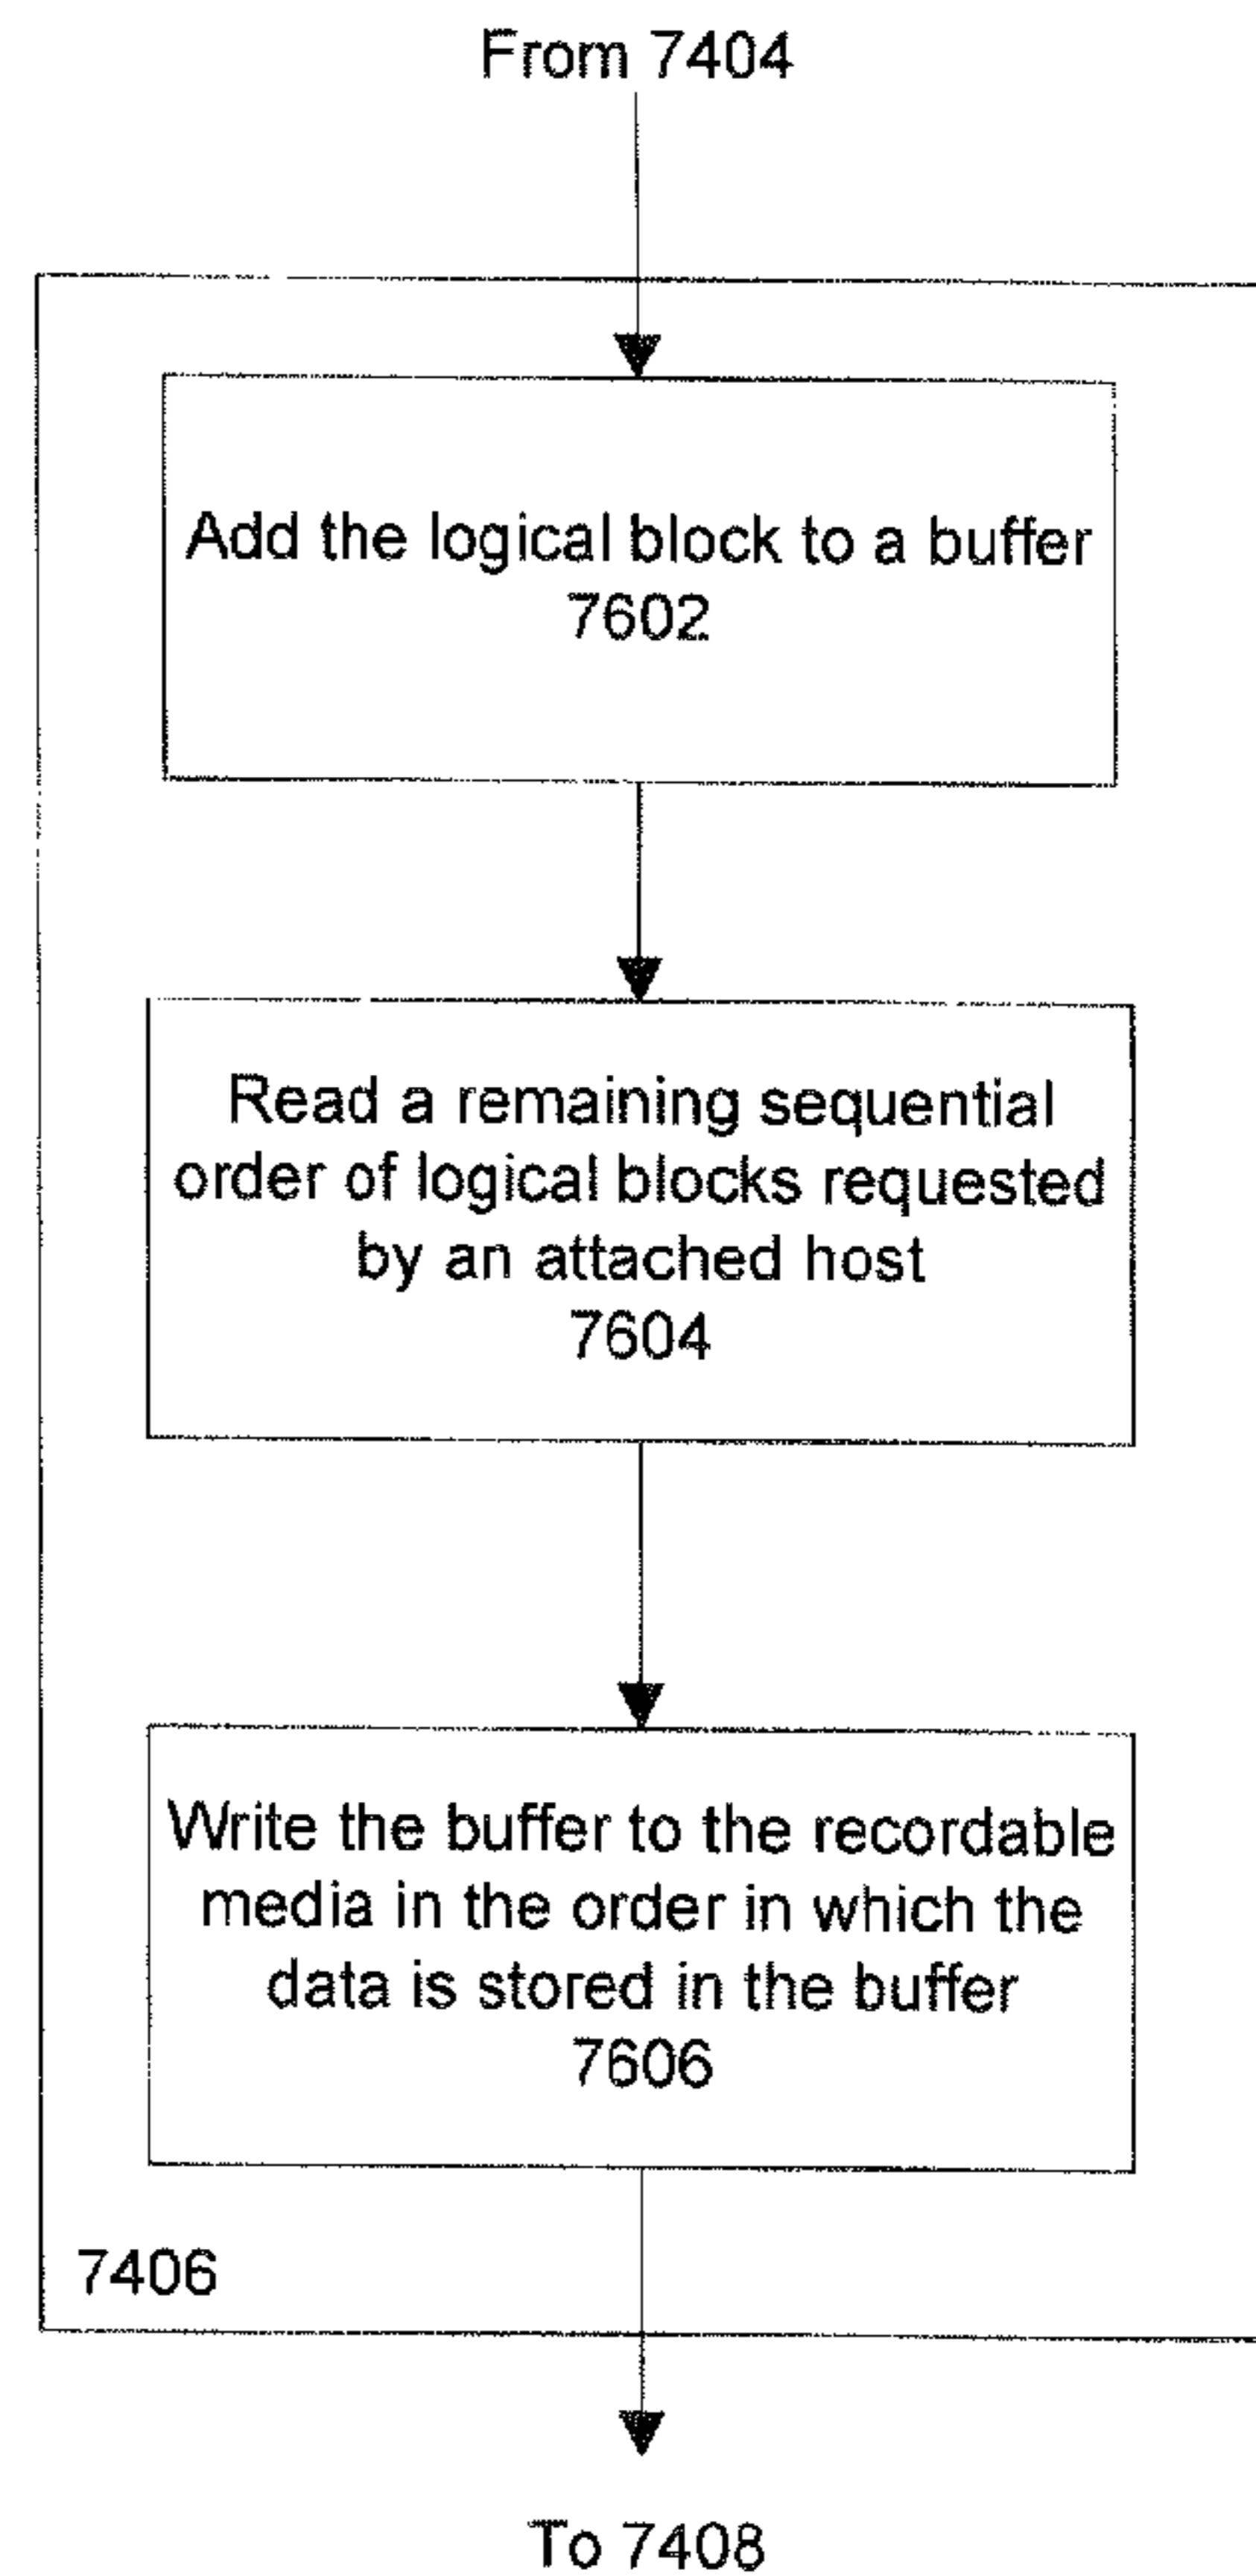 From 7404
Add the logical block to a buffer
7602
Read a remaining sequential
order of logical blocks requested
by an attached host
7604
Write the buffer to the recordable
media in the order in which the
data is stored in the buffer
7606
7406
To 7408